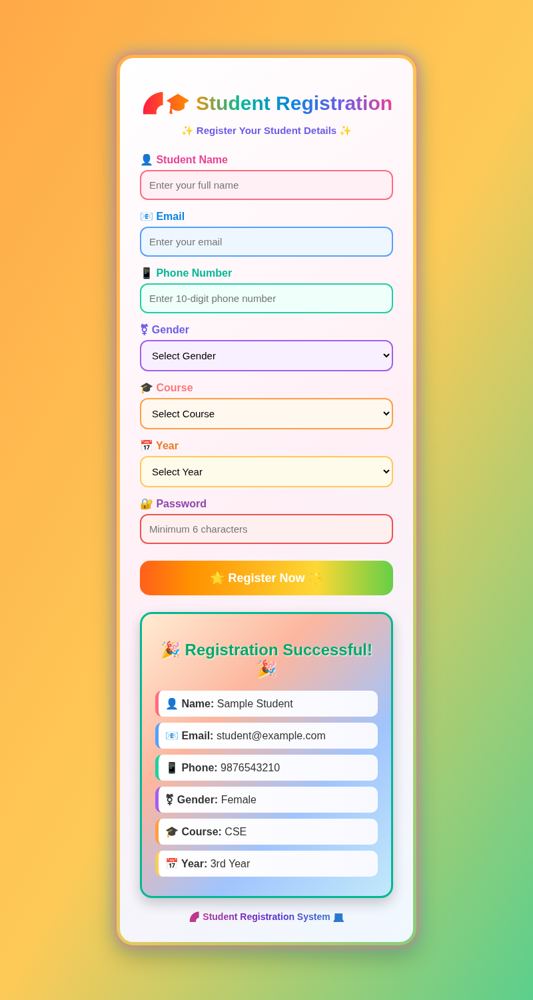 🌈🎓 Student Registration
✨ Register Your Student Details ✨
👤 Student Name
Enter your full name
📧 Email
Enter your email
📱 Phone Number
Enter 10-digit phone number
⚧ Gender
Select Gender
🎓 Course
Select Course
📅 Year
Select Year
🔐 Password
Minimum 6 characters
🌟 Register Now 🌟
🎉 Registration Successful!
🎉
👤 Name: Sample Student
📧 Email: student@example.com
📱 Phone: 9876543210
⚧ Gender: Female
🎓 Course: CSE
📅 Year: 3rd Year
🌈 Student Registration System 💻